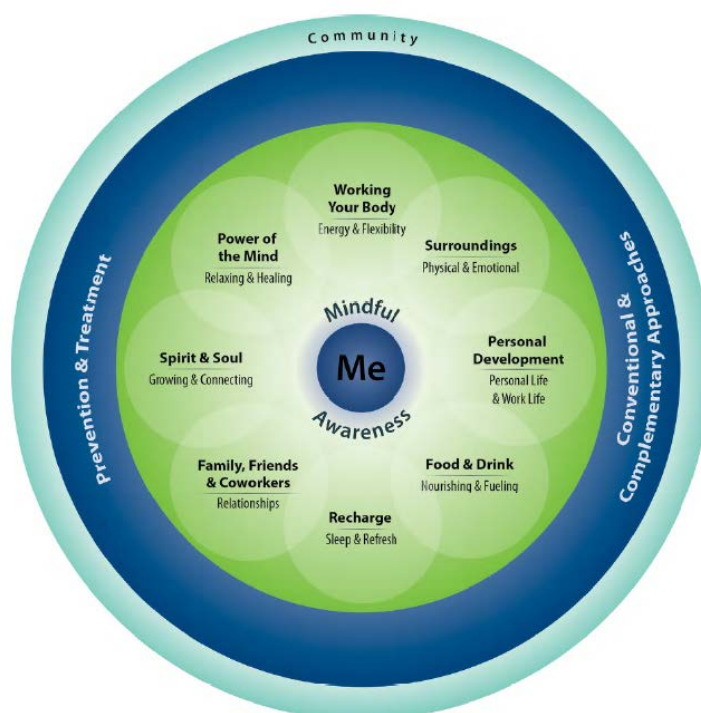 Community
Prevention & Treatment
Conventional &
Complementary Approaches
Working
Your Body
Energy & Flexibility
Surroundings
Physical & Emotional
Personal
Development
Personal Life
& Work Life
Food & Drink
Nourishing & Fueling
Recharge
Sleep & Refresh
Family, Friends
& Coworkers
Relationships
Spirit & Soul
Growing & Connecting
Power of
the Mind
Relaxing & Healing
Mindful
Me
Awareness